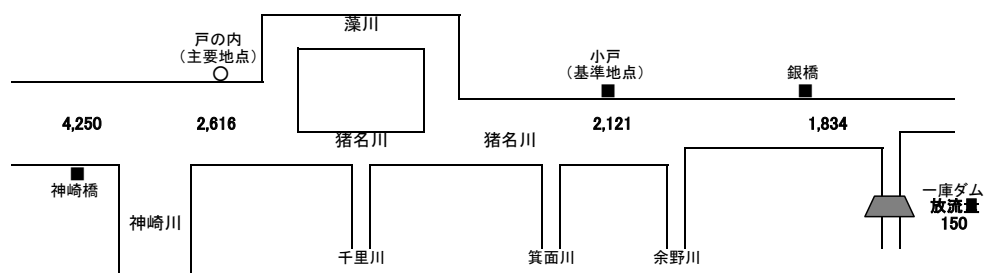 藻川
戸の内
(主要地点)
小戸
(基準地点)
銀橋
4,250
2,616
2,121
1,834
猪名川
猪名川
神崎橋
一庫ダム
放流量
150
神崎川
千里川
箕面川
余野川